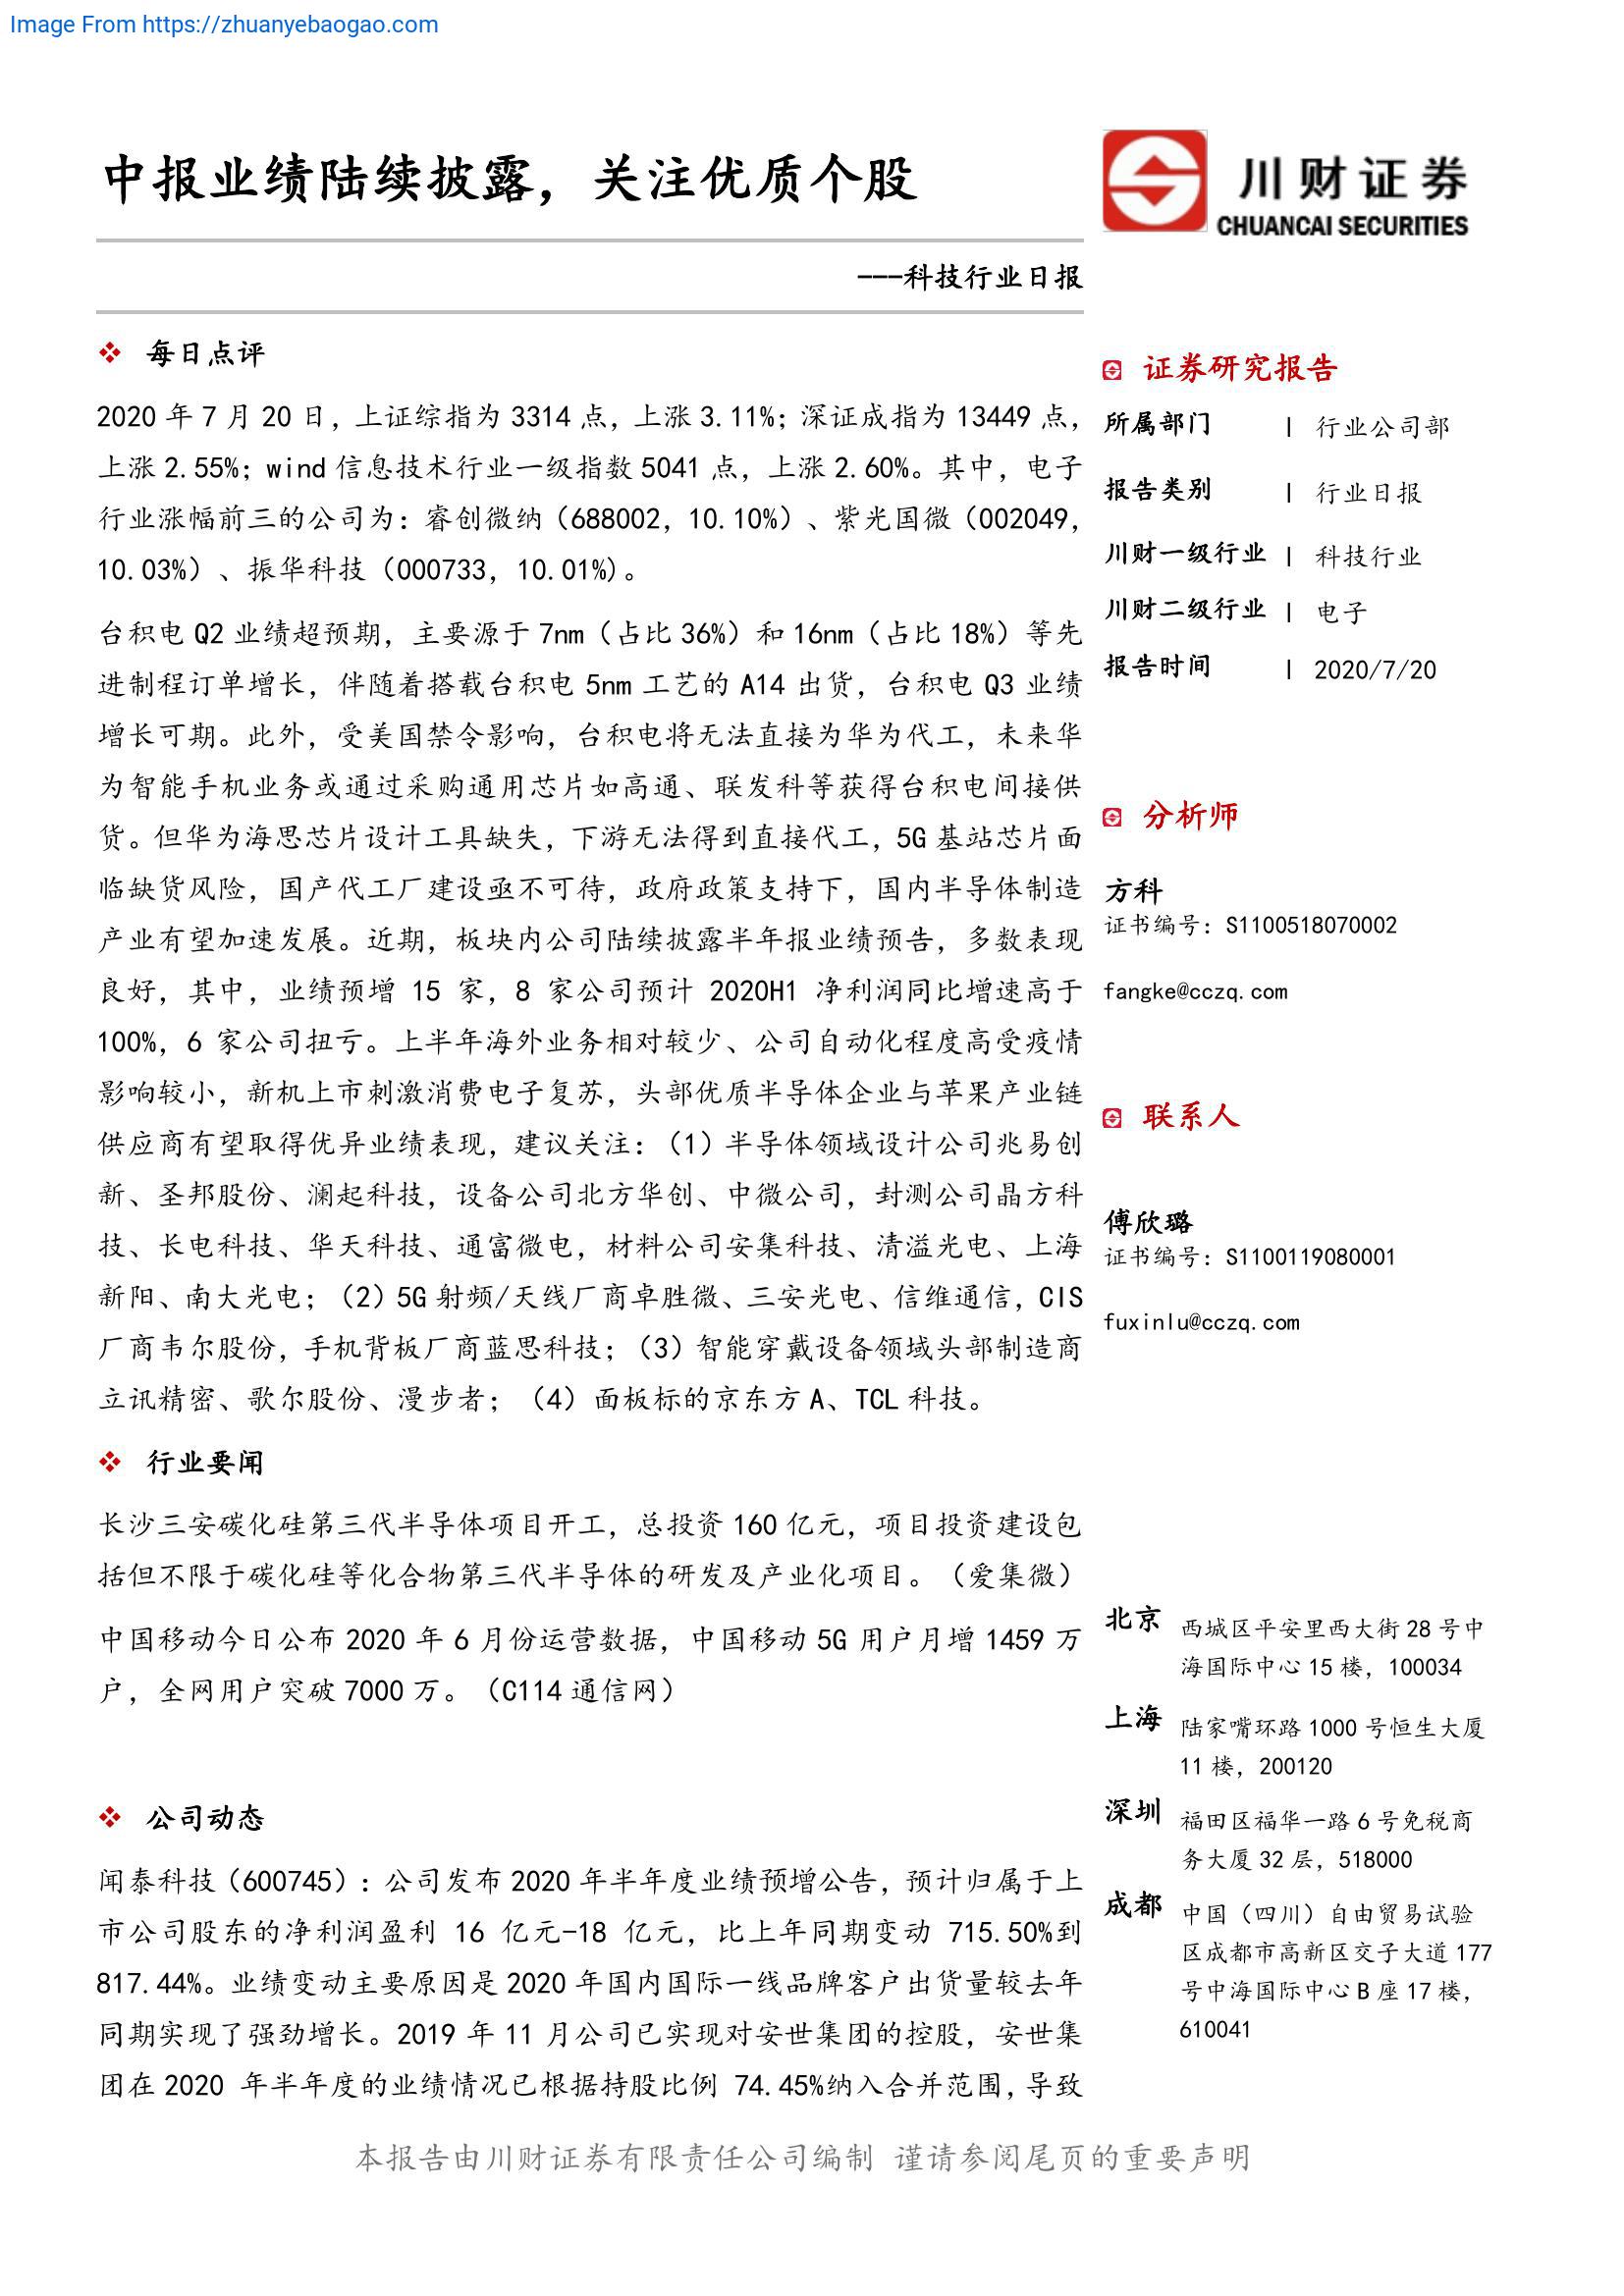 Image From https://zhuanyebaogao.com
中报业绩陆续披露，关注优质个股
川财证券
CHUANCAI SECURITIES
---科技行业日报
❖ 每日点评
2020 年 7 月 20 日，上证综指为 3314 点，上涨 3.11%；深证成指为 13449 点，
上涨 2.55%；wind 信息技术行业一级指数 5041 点，上涨 2.60%。其中，电子
行业涨幅前三的公司为：睿创微纳（688002，10.10%）、紫光国微（002049，
10.03%）、振华科技（000733，10.01%)。
台积电 Q2 业绩超预期，主要源于 7nm（占比 36%）和 16nm（占比 18%）等先
进制程订单增长，伴随着搭载台积电 5nm 工艺的 A14 出货，台积电 Q3 业绩
增长可期。此外，受美国禁令影响，台积电将无法直接为华为代工，未来华
为智能手机业务或通过采购通用芯片如高通、联发科等获得台积电间接供
货。但华为海思芯片设计工具缺失，下游无法得到直接代工，5G 基站芯片面
临缺货风险，国产代工厂建设亟不可待，政府政策支持下，国内半导体制造
产业有望加速发展。近期，板块内公司陆续披露半年报业绩预告，多数表现
良好，其中，业绩预增 15 家，8 家公司预计 2020H1 净利润同比增速高于
100%，6 家公司扭亏。上半年海外业务相对较少、公司自动化程度高受疫情
影响较小，新机上市刺激消费电子复苏，头部优质半导体企业与苹果产业链
供应商有望取得优异业绩表现，建议关注：（1）半导体领域设计公司兆易创
新、圣邦股份、澜起科技，设备公司北方华创、中微公司，封测公司晶方科
技、长电科技、华天科技、通富微电，材料公司安集科技、清溢光电、上海
新阳、南大光电；（2）5G 射频/天线厂商卓胜微、三安光电、信维通信，CIS
厂商韦尔股份，手机背板厂商蓝思科技；（3）智能穿戴设备领域头部制造商
立讯精密、歌尔股份、漫步者；（4）面板标的京东方 A、TCL 科技。
❖ 行业要闻
长沙三安碳化硅第三代半导体项目开工，总投资 160 亿元，项目投资建设包
括但不限于碳化硅等化合物第三代半导体的研发及产业化项目。（爱集微）
中国移动今日公布 2020 年 6 月份运营数据，中国移动 5G 用户月增 1459 万
户，全网用户突破 7000 万。（C114 通信网）
❖ 公司动态
闻泰科技（600745）：公司发布 2020 年半年度业绩预增公告，预计归属于上
市公司股东的净利润盈利 16 亿元-18 亿元，比上年同期变动 715.50%到
817.44%。业绩变动主要原因是 2020 年国内国际一线品牌客户出货量较去年
同期实现了强劲增长。2019 年 11 月公司已实现对安世集团的控股，安世集
团在 2020 年半年度的业绩情况已根据持股比例 74.45%纳入合并范围，导致
证券研究报告
所属部门 | 行业公司部
报告类别 | 行业日报
川财一级行业 | 科技行业
川财二级行业 | 电子
报告时间 | 2020/7/20
分析师
方科
证书编号：S1100518070002
fangke@cczq.com
联系人
傅欣璐
证书编号：S1100119080001
fuxinlu@cczq.com
北京 西城区平安里西大街 28 号中
海国际中心 15 楼，100034
上海 陆家嘴环路 1000 号恒生大厦
11 楼，200120
深圳 福田区福华一路 6 号免税商
务大厦 32 层，518000
成都 中国（四川）自由贸易试验
区成都市高新区交子大道 177
号中海国际中心 B 座 17 楼，
610041
本报告由川财证券有限责任公司编制 谨请参阅尾页的重要声明